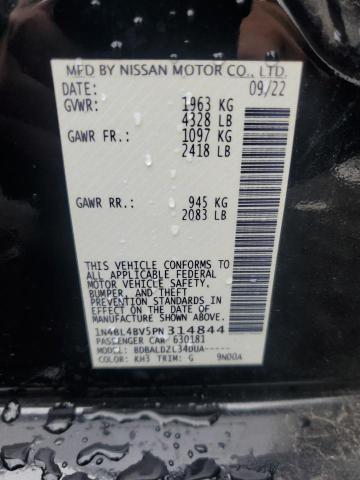 MFD BY NISSAN MOTOR CO., LTD.
DATE: 09/22
GVWR: 1963 KG
4328 LB
GAWR FR: 1097 KG
2418 LB
GAWR RR: 945 KG
2083 LB
THIS VEHICLE CONFORMS TO
ALL APPLICABLE FEDERAL
MOTOR VEHICLE SAFETY,
BUMPER, AND THEFT
PREVENTION STANDARDS IN
EFFECT ON THE DATE OF
MANUFACTURE SHOWN ABOVE.
1N4BL4BV5PN314844
PASSENGER CAR 630181
MODEL: BDBALDZL34UUA-----
COLOR: KH3 TRIM: G 9N00A